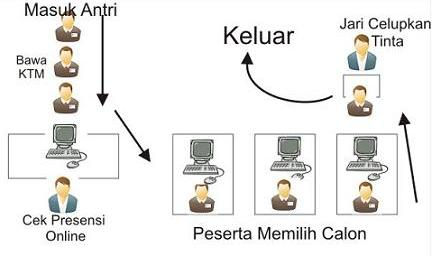 Masuk Antri
Bawa
KTM
Cek Presensi
Online
Peserta Memilih Calon
Keluar
Jari Celupkan
Tinta